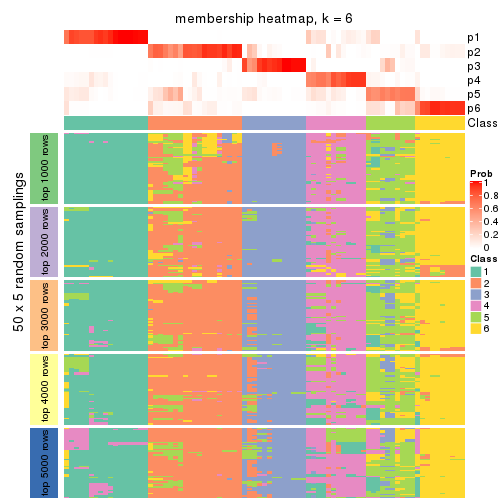 membership heatmap, k = 6
p1
p2
p3
p4
p5
p6
Class
50 x 5 random samplings
top 1000 rows
top 2000 rows
top 3000 rows
top 4000 rows
top 5000 rows
Prob
1
0.8
0.6
0.4
0.2
0
Class
1
2
3
4
5
6